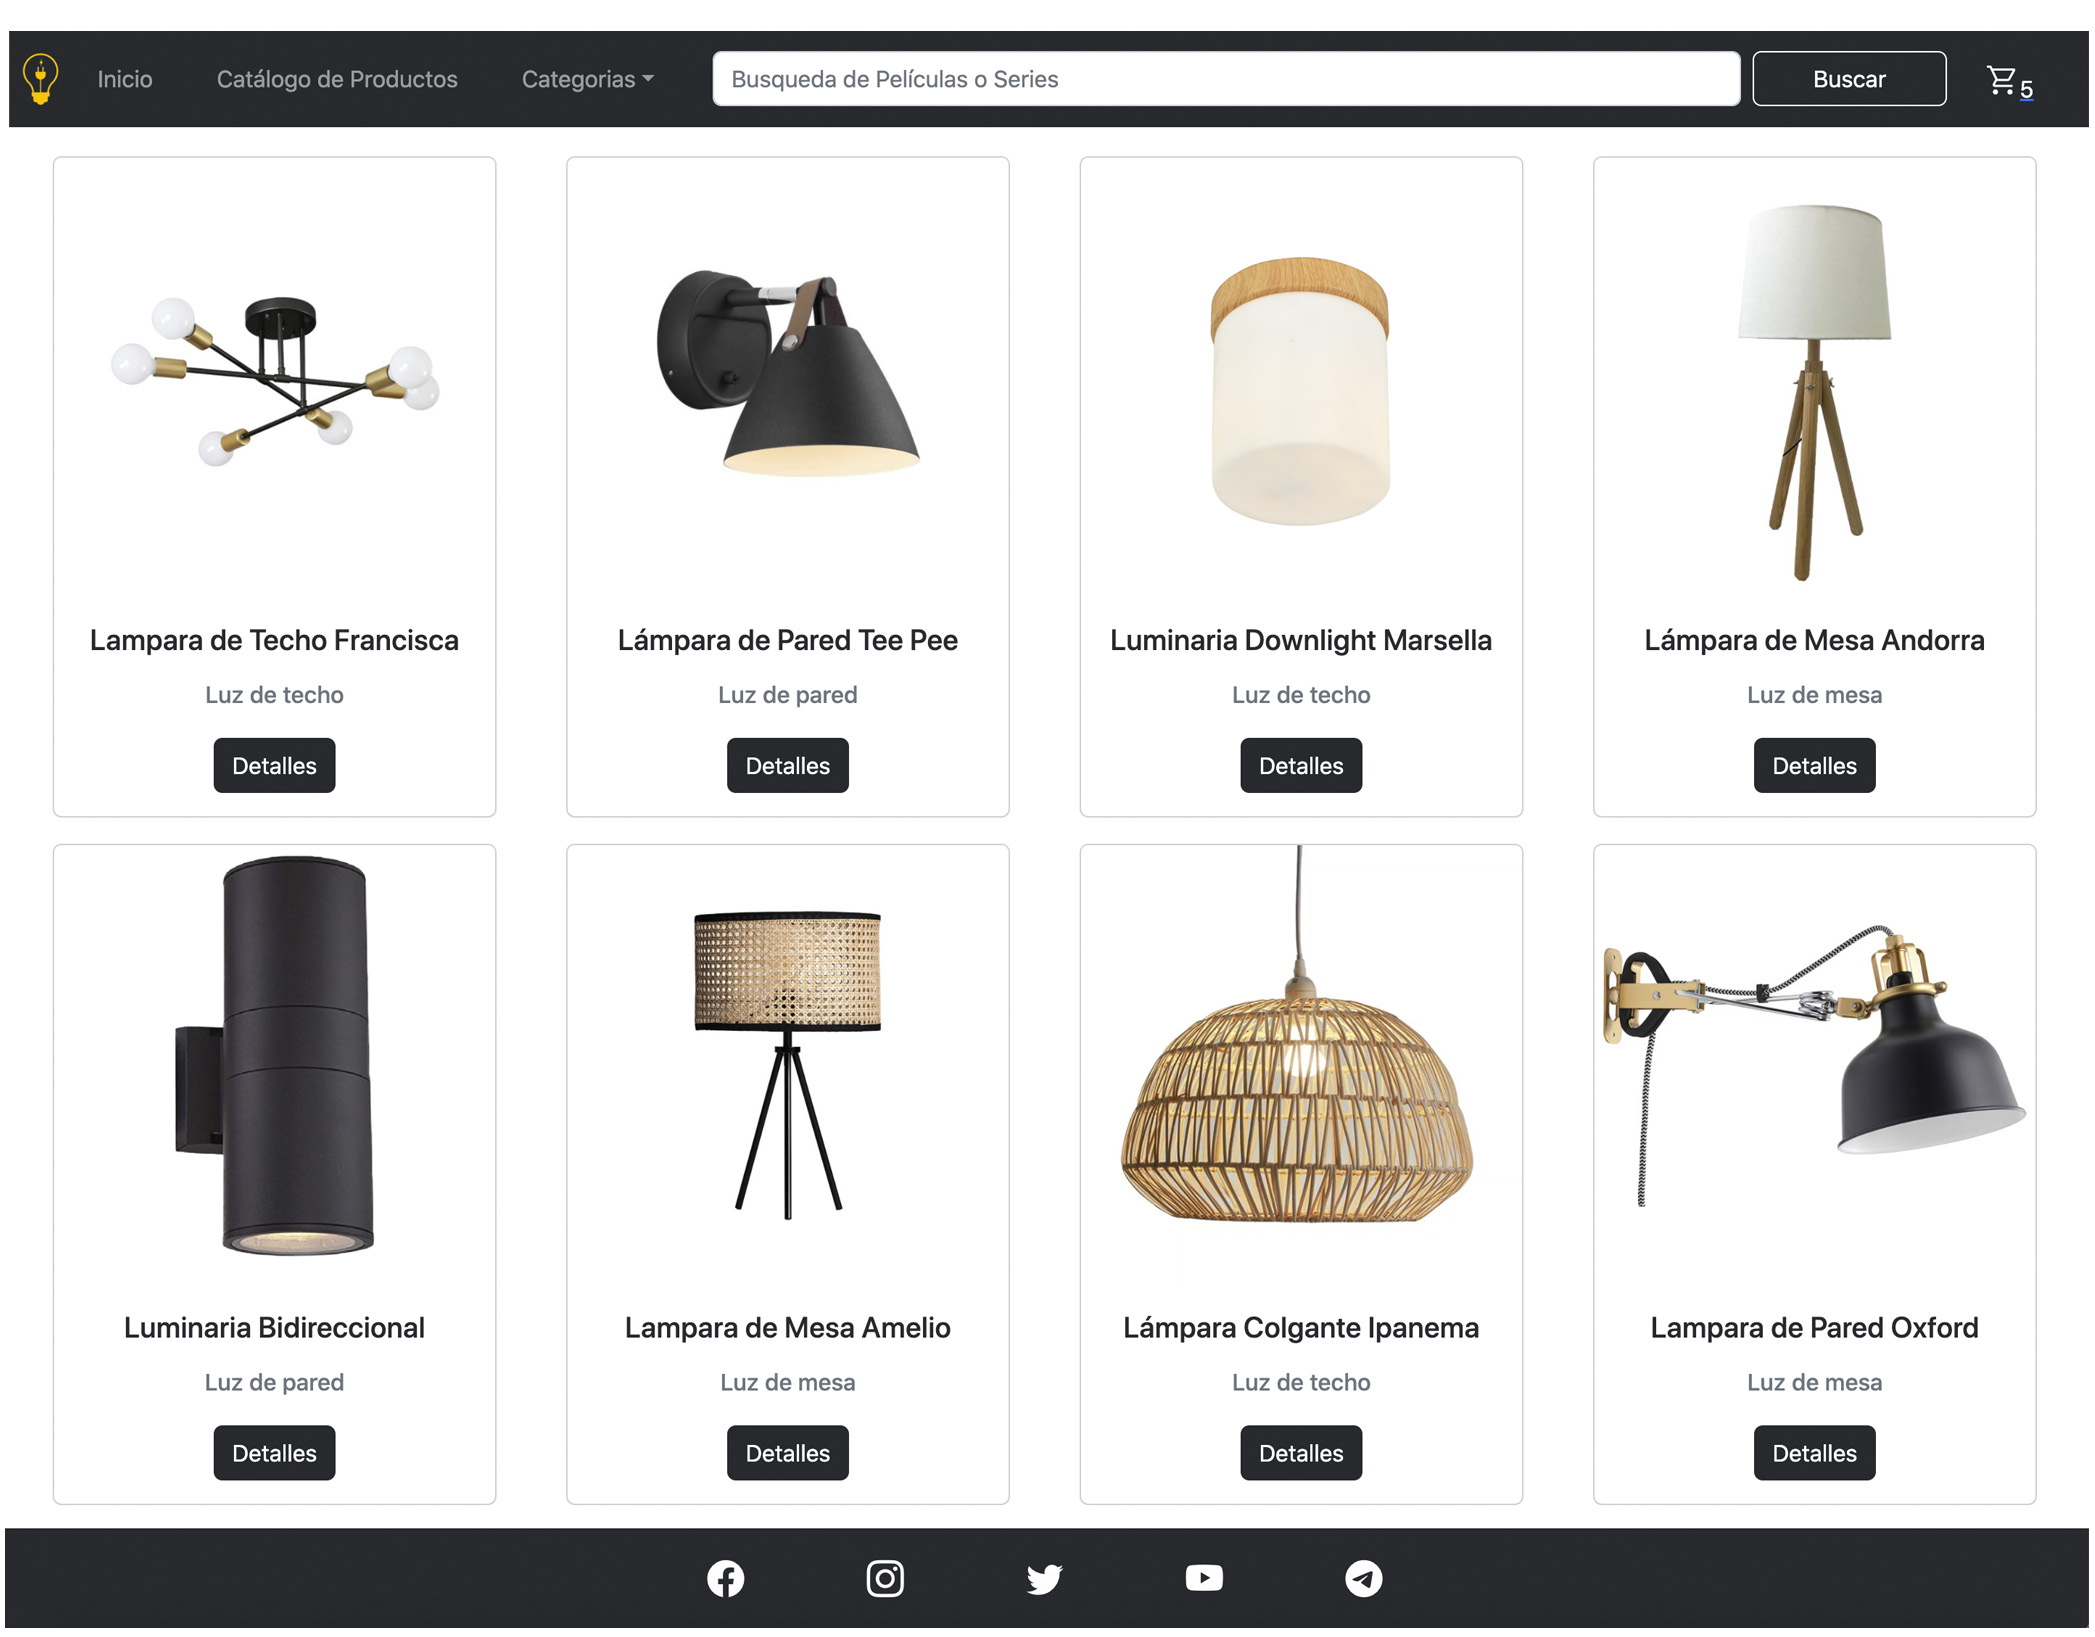 Inicio Catálogo de Productos Categorias Busqueda de Películas o Series Buscar 5
Lampara de Techo Francisca
Luz de techo
Detalles
Lámpara de Pared Tee Pee
Luz de pared
Detalles
Luminaria Downlight Marsella
Luz de techo
Detalles
Lámpara de Mesa Andorra
Luz de mesa
Detalles
Luminaria Bidireccional
Luz de pared
Detalles
Lampara de Mesa Amelio
Luz de mesa
Detalles
Lámpara Colgante Ipanema
Luz de techo
Detalles
Lampara de Pared Oxford
Luz de mesa
Detalles